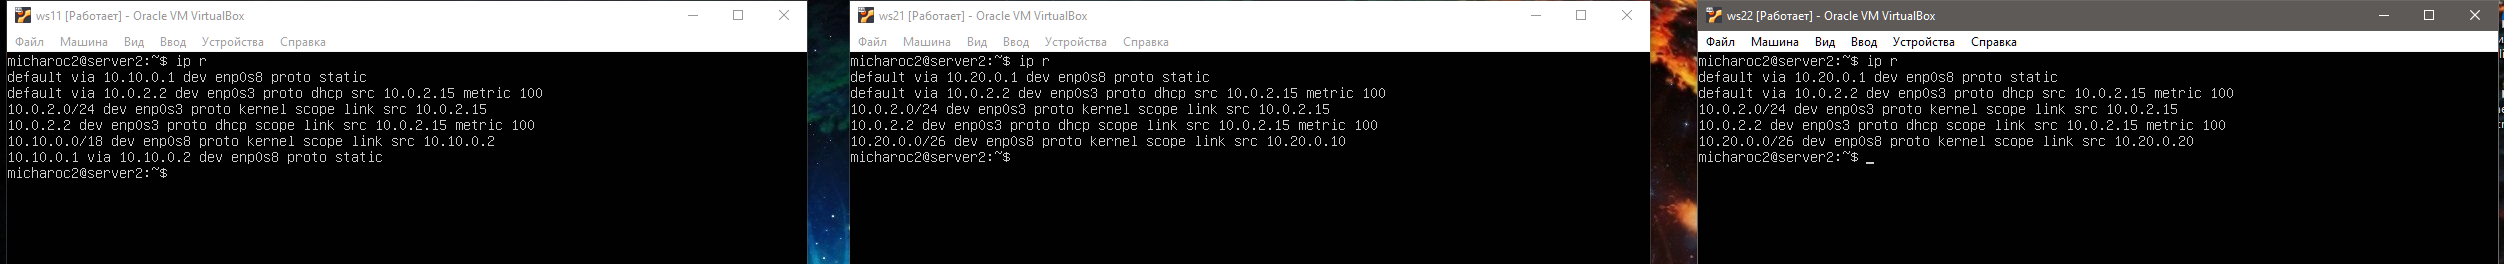 ws11 [Работает] - Oracle VM VirtualBox
Файл Машина Вид Ввод Устройства Справка
micharoc2@server2:~$ ip r
default via 10.10.0.1 dev enp0s8 proto static
default via 10.0.2.2 dev enp0s3 proto dhcp src 10.0.2.15 metric 100
10.0.2.0/24 dev enp0s3 proto kernel scope link src 10.0.2.15
10.0.2.2 dev enp0s3 proto dhcp scope link src 10.0.2.15 metric 100
10.10.0.0/18 dev enp0s8 proto kernel scope link src 10.10.0.2
10.10.0.1 via 10.10.0.2 dev enp0s8 proto static
micharoc2@server2:~$
ws21 [Работает] - Oracle VM VirtualBox
Файл Машина Вид Ввод Устройства Справка
micharoc2@server2:~$ ip r
default via 10.20.0.1 dev enp0s8 proto static
default via 10.0.2.2 dev enp0s3 proto dhcp src 10.0.2.15 metric 100
10.0.2.0/24 dev enp0s3 proto kernel scope link src 10.0.2.15
10.0.2.2 dev enp0s3 proto dhcp scope link src 10.0.2.15 metric 100
10.20.0.0/26 dev enp0s8 proto kernel scope link src 10.20.0.10
micharoc2@server2:~$
ws22 [Работает] - Oracle VM VirtualBox
Файл Машина Вид Ввод Устройства Справка
micharoc2@server2:~$ ip r
default via 10.20.0.1 dev enp0s8 proto static
default via 10.0.2.2 dev enp0s3 proto dhcp src 10.0.2.15 metric 100
10.0.2.0/24 dev enp0s3 proto kernel scope link src 10.0.2.15
10.0.2.2 dev enp0s3 proto dhcp scope link src 10.0.2.15 metric 100
10.20.0.0/26 dev enp0s8 proto kernel scope link src 10.20.0.20
micharoc2@server2:~$ _